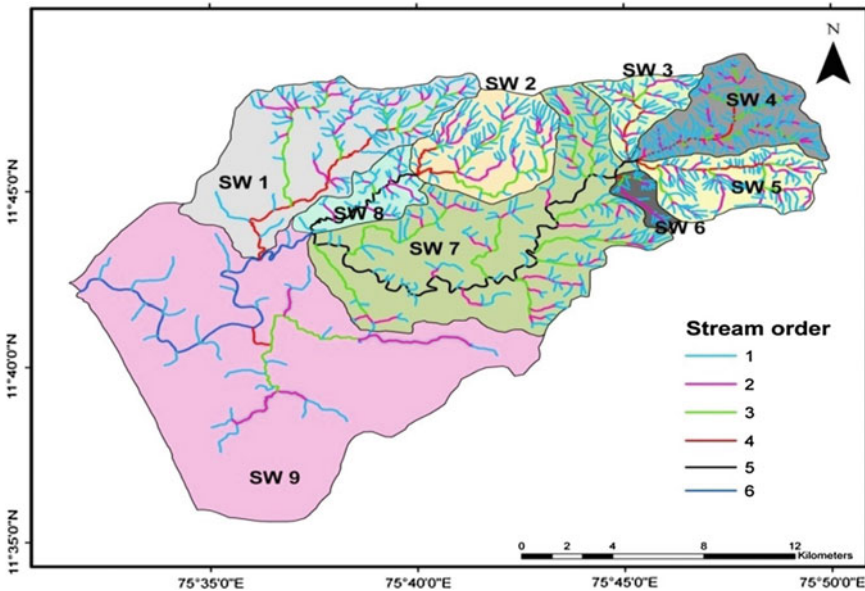 N
SW 3
SW 2
SW 4
SW 1
SW 5
SW 8
SW 6
SW 7
SW 9
Stream order
1
2
3
4
5
6
0 2 4 8 12
Kilometers
11°45'0"N
11°40'0"N
11°35'0"N
75°35'0"E
75°40'0"E
75°45'0"E
75°50'0"E